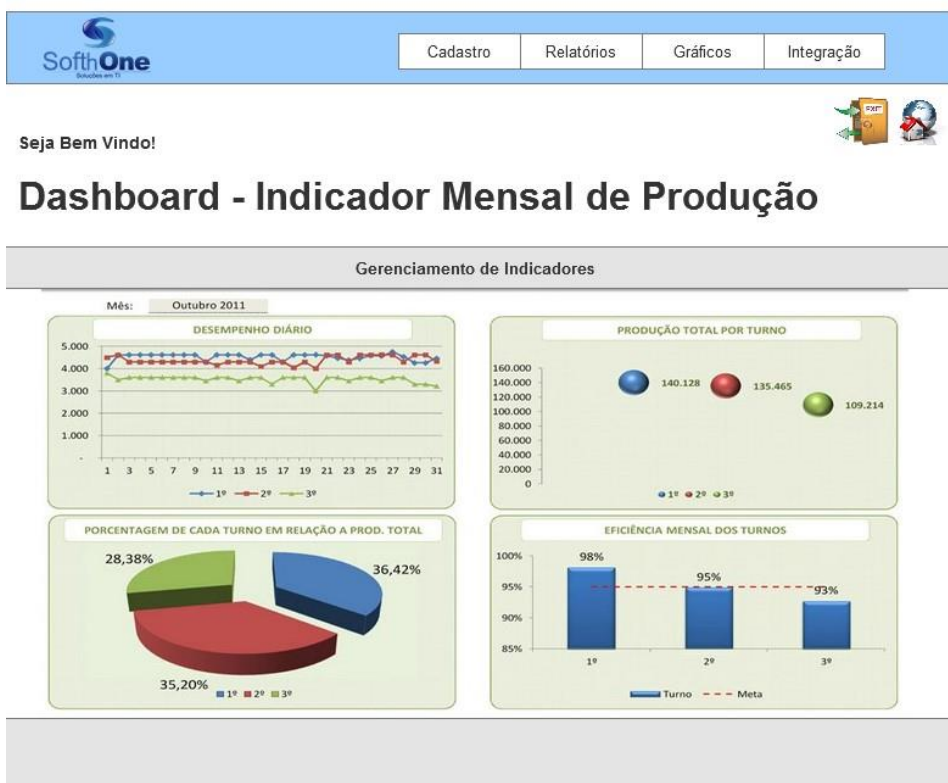 SofthOne
Soluções em TI
Cadastro Relatórios Gráficos Integração
EXIT
Seja Bem Vindo!
Dashboard - Indicador Mensal de Produção
Gerenciamento de Indicadores
Mês: Outubro 2011
DESEMPENHO DIÁRIO
5.000
4.000
3.000
2.000
1.000
-
1 3 5 7 9 11 13 15 17 19 21 23 25 27 29 31
1º 2º 3º
PRODUÇÃO TOTAL POR TURNO
160.000
140.000
120.000
100.000
80.000
60.000
40.000
20.000
0
140.128 135.465 109.214
1º 2º 3º
PORCENTAGEM DE CADA TURNO EM RELAÇÃO A PROD. TOTAL
28,38%
36,42%
35,20%
1º 2º 3º
EFICIÊNCIA MENSAL DOS TURNOS
100%
95%
90%
85%
98%
95%
93%
1º 2º 3º
Turno Meta